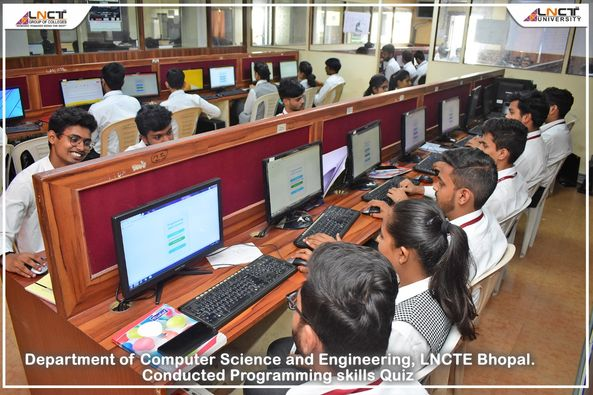 LNCT
GROUP OF COLLEGES
LNCT
UNIVERSITY
Department of Computer Science and Engineering, LNCTE Bhopal.
Conducted Programming skills Quiz